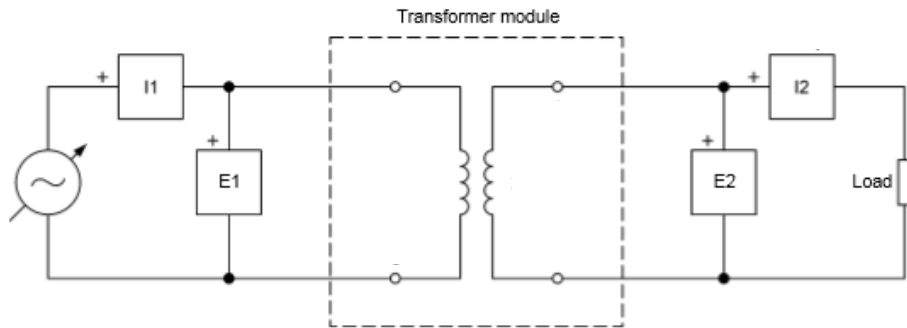 Transformer module
+ I1
+ I2
+ E1
+ E2
Load